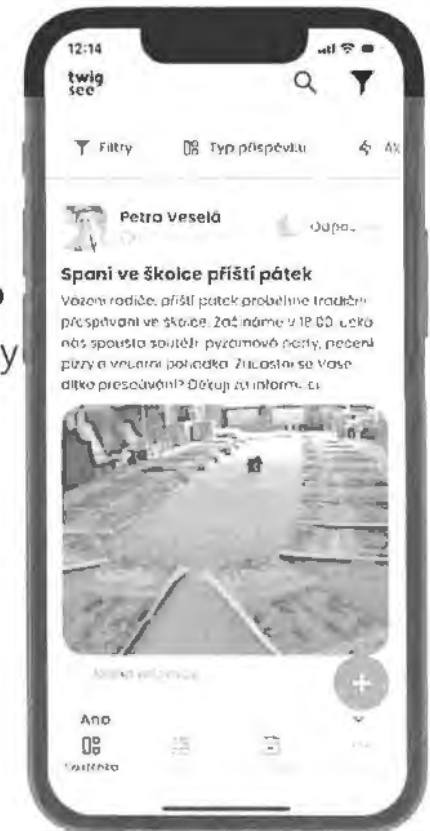 12:14
twig
see
Filtry Typ příspěvku
Petra Veselá
y
Spaní ve školce příští pátek
Vážení rodiče, příští pátek proběhne tradiční
přespávání ve školce. Začínáme v 18:00, čeká
nás spousta soutěží, pyžamová party, pečení
pizzy a večerní pohádka. Zúčastní se Vaše
dítko přespávání? Děkuji za informaci.
Ano